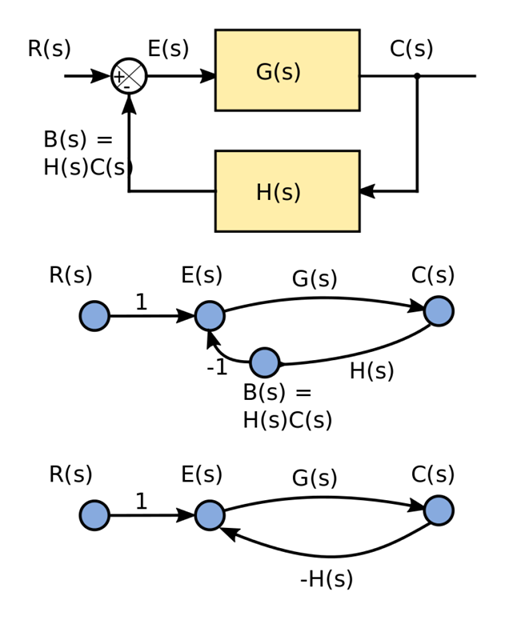 R(s)
E(s)
C(s)
+
-
G(s)
B(s) =
H(s)C(s)
H(s)
R(s)
E(s)
C(s)
1
G(s)
-1
H(s)
B(s) =
H(s)C(s)
R(s)
E(s)
C(s)
1
G(s)
-H(s)